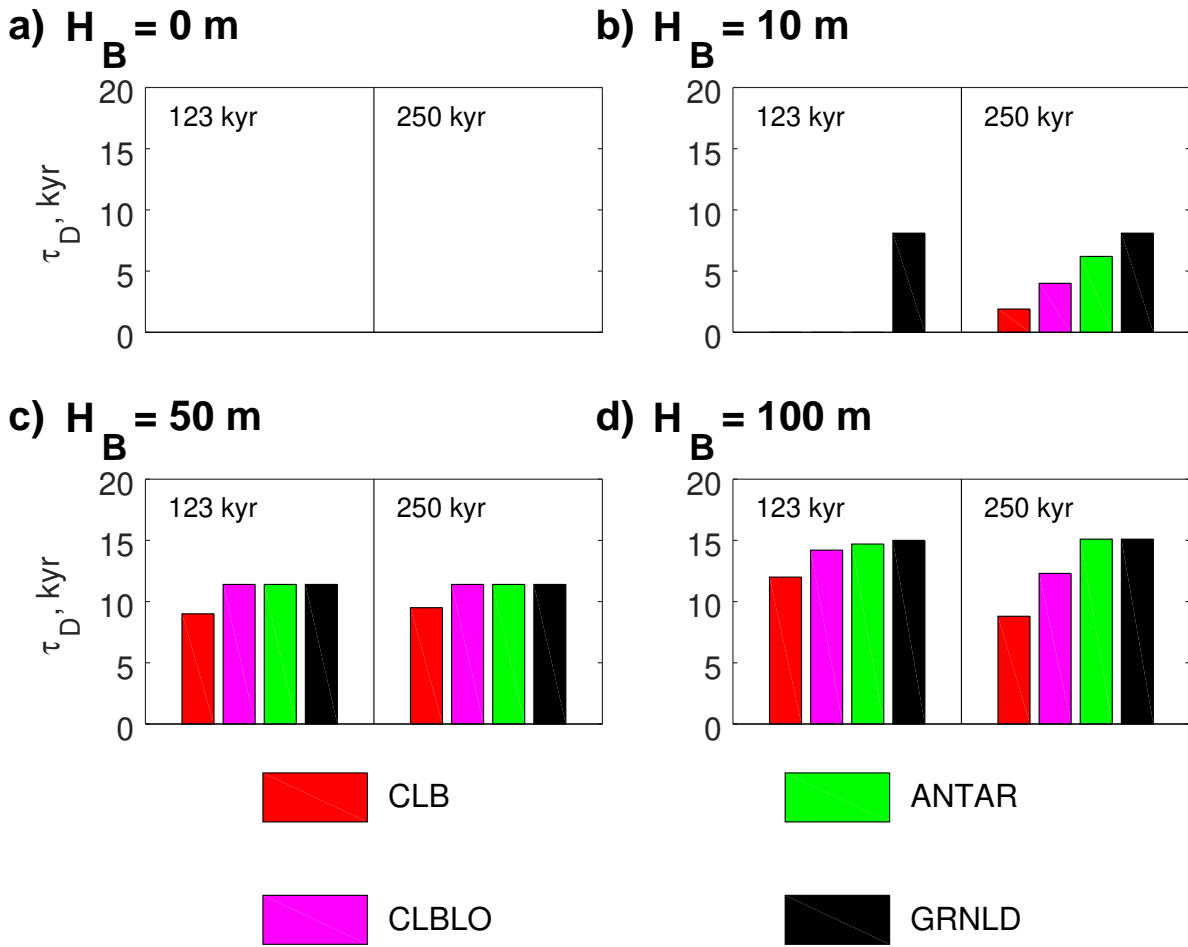 a) H_B = 0 m
b) H_B = 10 m
20
15
10
5
0
τ_D, kyr
123 kyr
250 kyr
20
15
10
5
0
123 kyr
250 kyr
c) H_B = 50 m
d) H_B = 100 m
20
15
10
5
0
τ_D, kyr
123 kyr
250 kyr
20
15
10
5
0
123 kyr
250 kyr
CLB
ANTAR
CLBLO
GRNLD